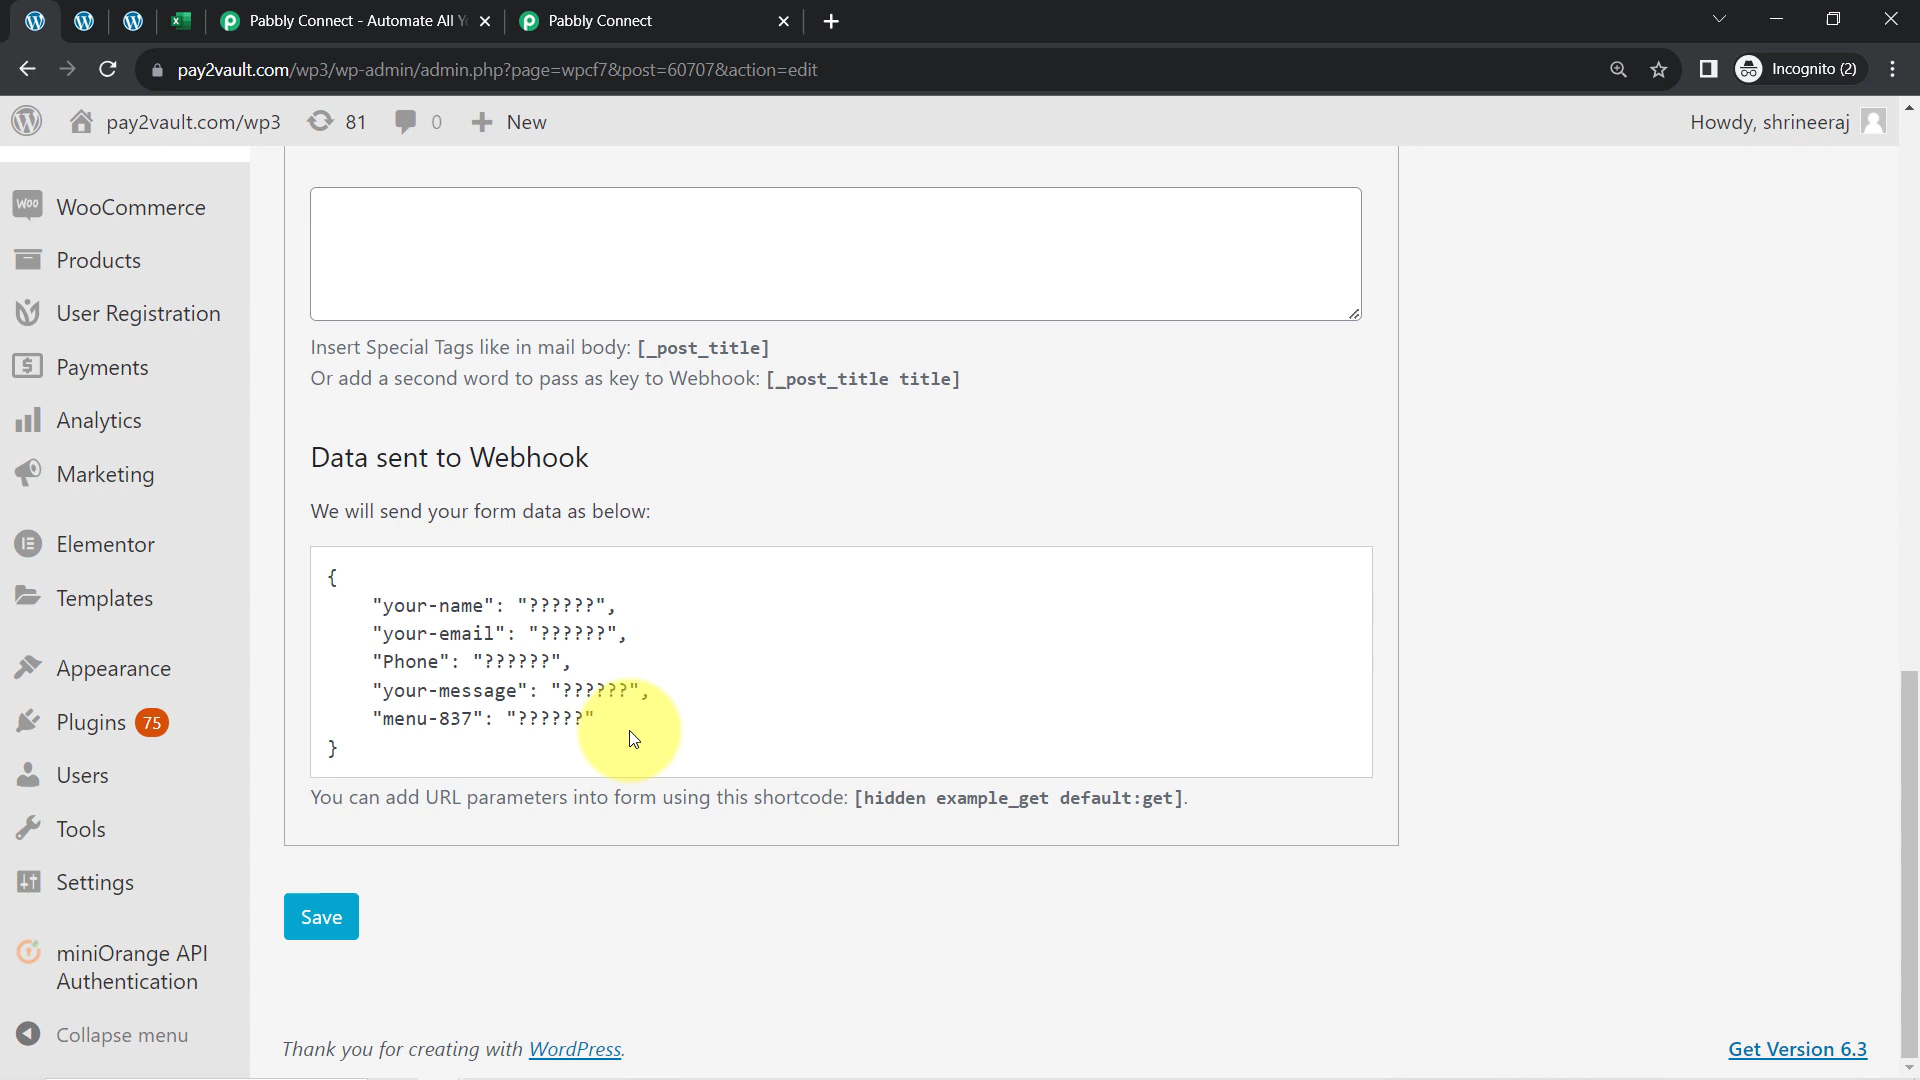 Pabbly Connect - Automate All Y
Pabbly Connect
pay2vault.com/wp3/wp-admin/admin.php?page=wpcf7&post=60707&action=edit
Incognito (2)
pay2vault.com/wp3
81
0
New
Howdy, shrineeraj
WooCommerce
Products
User Registration
Payments
Analytics
Marketing
Elementor
Templates
Appearance
Plugins 75
Users
Tools
Settings
miniOrange API
Authentication
Collapse menu
Insert Special Tags like in mail body: [_post_title]
Or add a second word to pass as key to Webhook: [_post_title title]
Data sent to Webhook
We will send your form data as below:
{
"your-name": "??????",
"your-email": "??????",
"Phone": "??????",
"your-message": "??????",
"menu-837": "??????"
}
You can add URL parameters into form using this shortcode: [hidden example_get default:get].
Save
Thank you for creating with WordPress.
Get Version 6.3